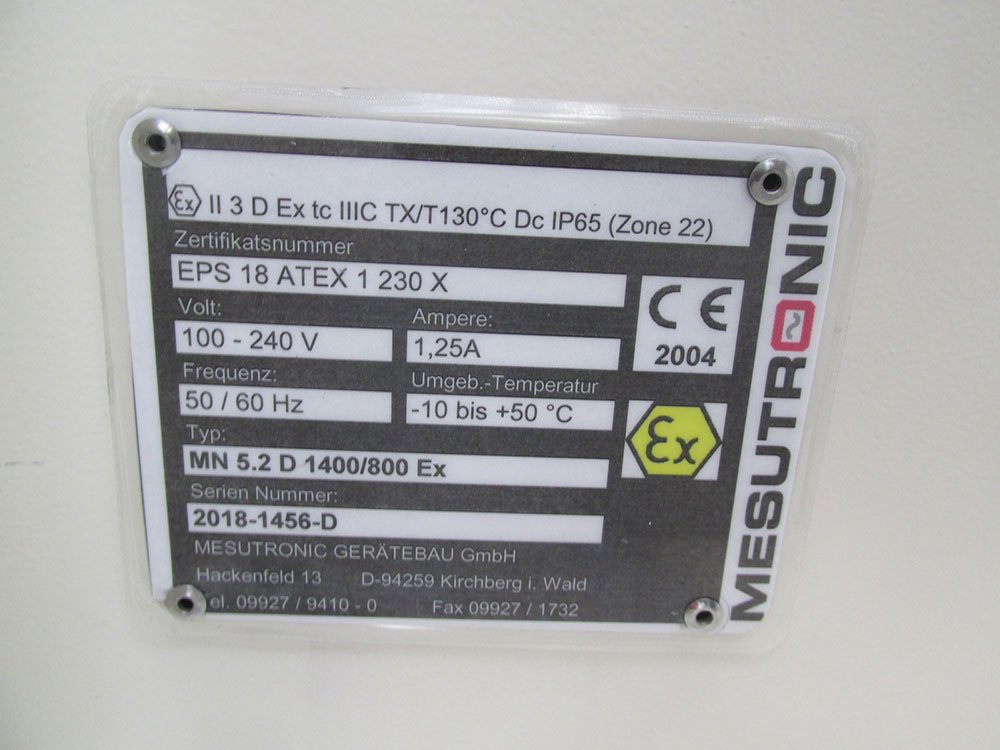 Ex II 3 D Ex tc IIIC TX/T130°C Dc IP65 (Zone 22)
Zertifikatsnummer
EPS 18 ATEX 1 230 X
Volt:
100 - 240 V
Ampere:
1,25A
CE
2004
Frequenz:
50 / 60 Hz
Umgeb.-Temperatur
-10 bis +50 °C
Ex
Typ:
MN 5.2 D 1400/800 Ex
Serien Nummer:
2018-1456-D
MESUTRONIC GERÄTEBAU GmbH
Hackenfeld 13 D-94259 Kirchberg i. Wald
el. 09927 / 9410 - 0 Fax 09927 / 1732
MESUTRONIC